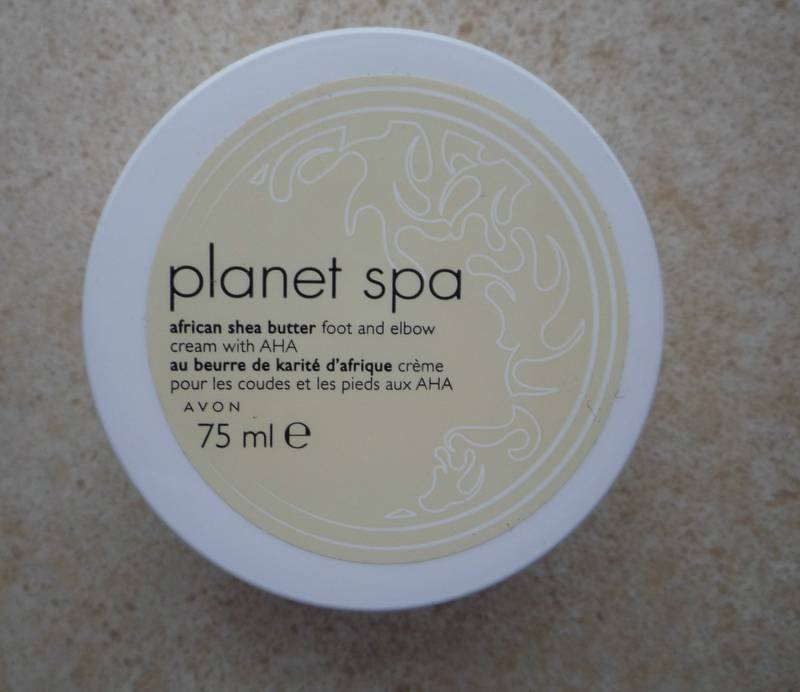 planet spa
african shea butter foot and elbow
cream with AHA
au beurre de karité d'afrique crème
pour les coudes et les pieds aux AHA
AVON
75 ml ℮